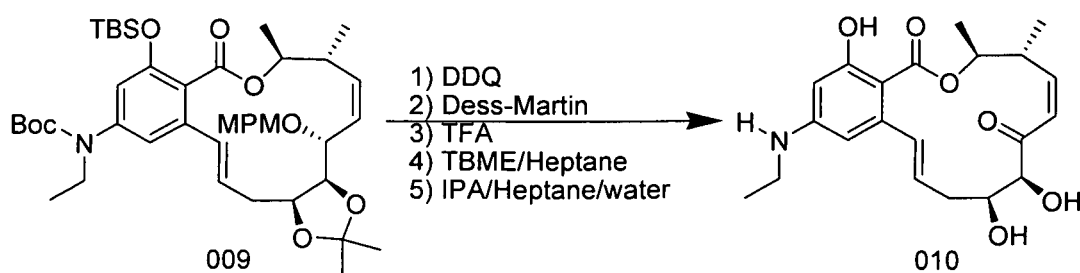 TBSO
O
O
Boc
N
MPMO
O
O
009
1) DDQ
2) Dess-Martin
3) TFA
4) TBME/Heptane
5) IPA/Heptane/water
OH
O
O
H
N
O
OH
OH
010